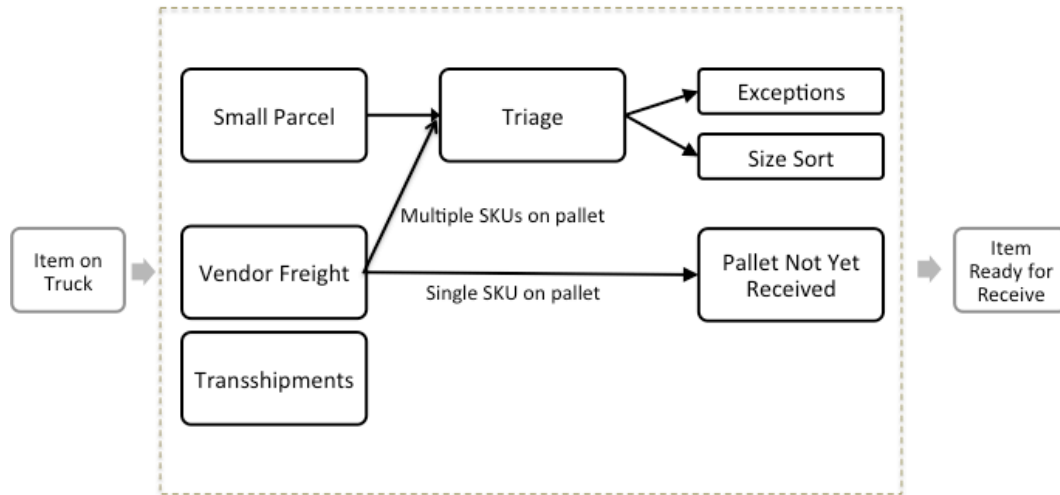 Small Parcel
Triage
Exceptions
Size Sort
Multiple SKUs on pallet
Item on
Truck
Vendor Freight
Single SKU on pallet
Pallet Not Yet
Received
Item
Ready for
Receive
Transshipments